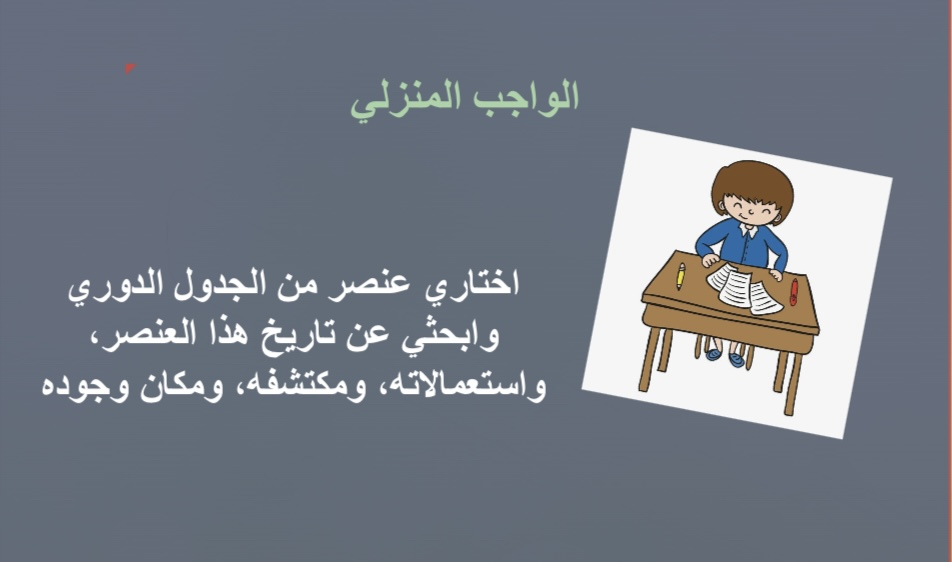 الواجب المنزلي
اختاري عنصر من الجدول الدوري
وابحثي عن تاريخ هذا العنصر،
واستعمالاته، ومكتشفه، ومكان وجوده